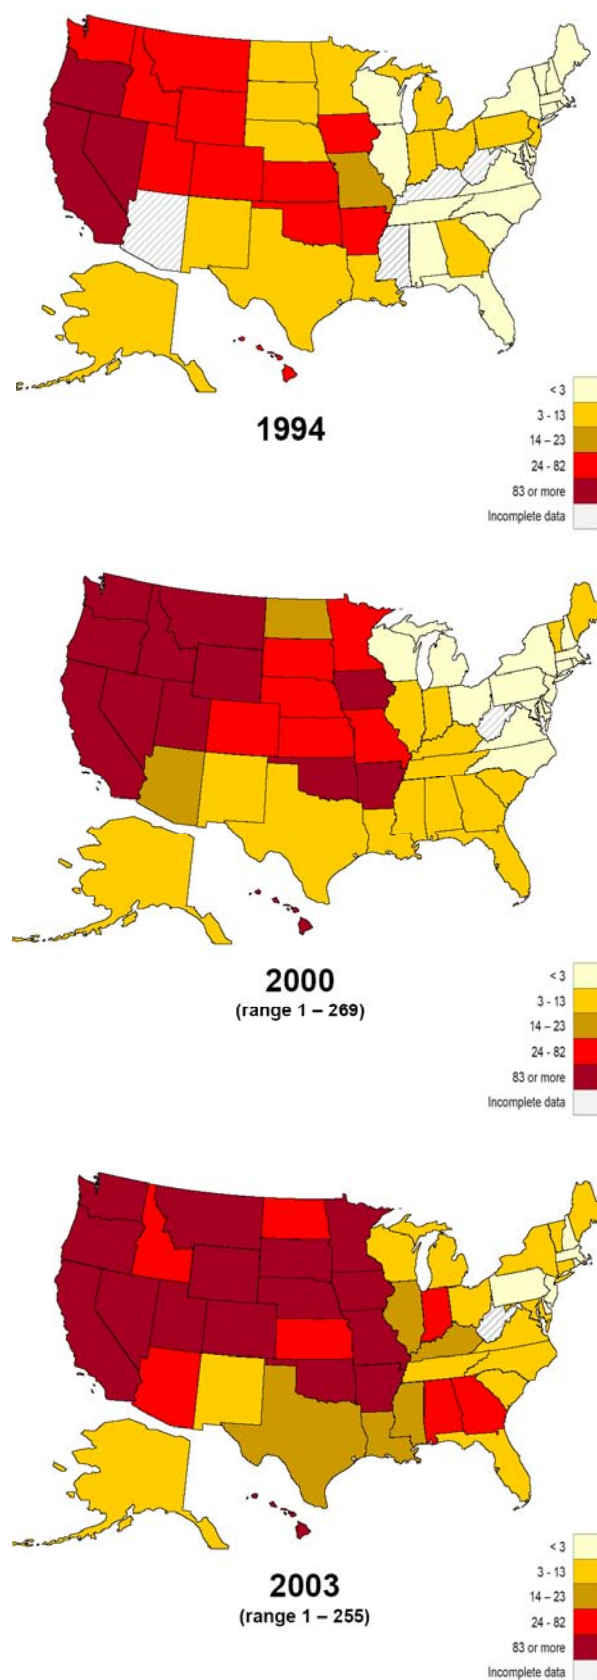 < 3
3 - 13
14 – 23
24 - 82
83 or more
Incomplete data
1994
< 3
3 - 13
14 – 23
24 - 82
83 or more
Incomplete data
2000
(range 1 – 269)
< 3
3 - 13
14 – 23
24 - 82
83 or more
Incomplete data
2003
(range 1 – 255)